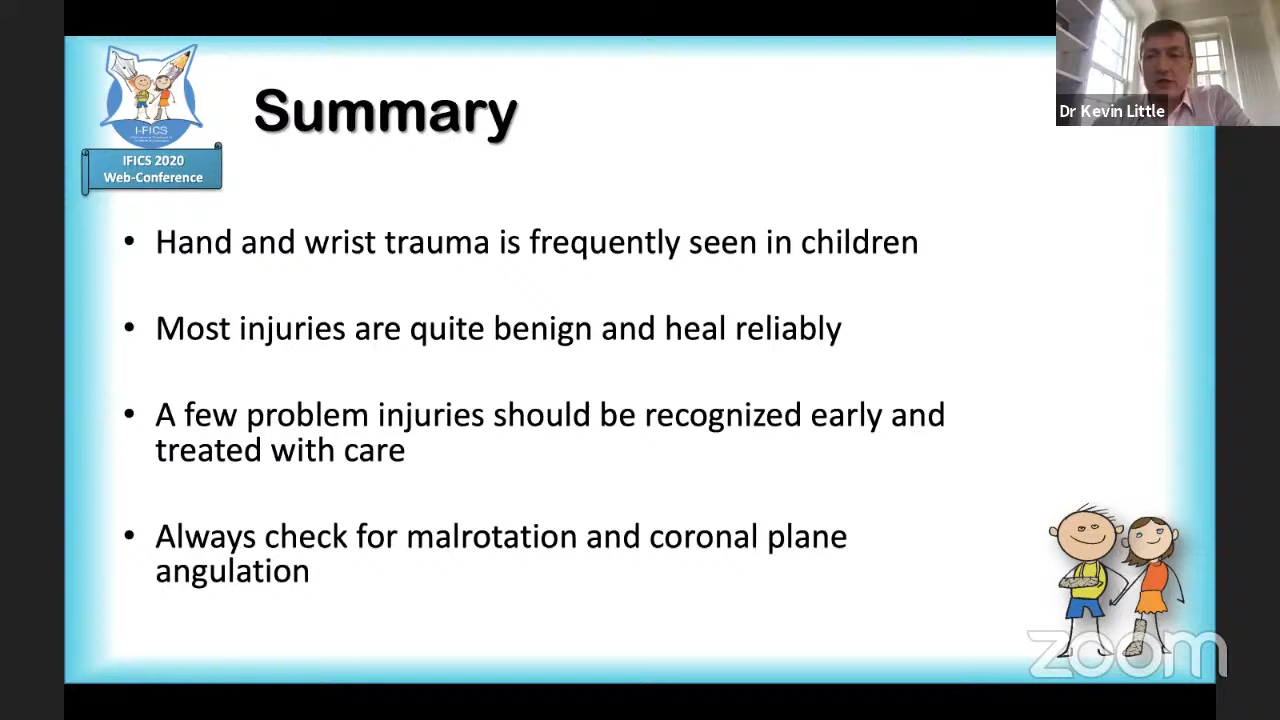 Summary
Dr Kevin Little
I-FICS
IFICS 2020
Web-Conference
• Hand and wrist trauma is frequently seen in children
• Most injuries are quite benign and heal reliably
• A few problem injuries should be recognized early and
treated with care
• Always check for malrotation and coronal plane
angulation
zoom